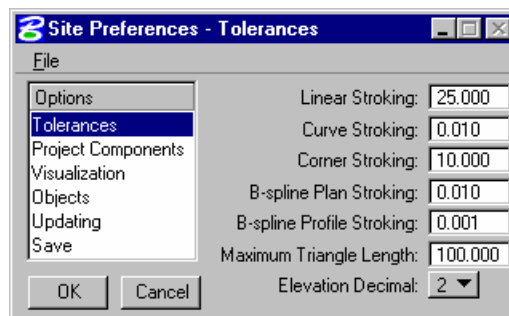 Site Preferences - Tolerances
File
Options
Tolerances
Project Components
Visualization
Objects
Updating
Save
OK
Cancel
Linear Stroking: 25.000
Curve Stroking: 0.010
Corner Stroking: 10.000
B-spline Plan Stroking: 0.010
B-spline Profile Stroking: 0.001
Maximum Triangle Length: 100.000
Elevation Decimal: 2